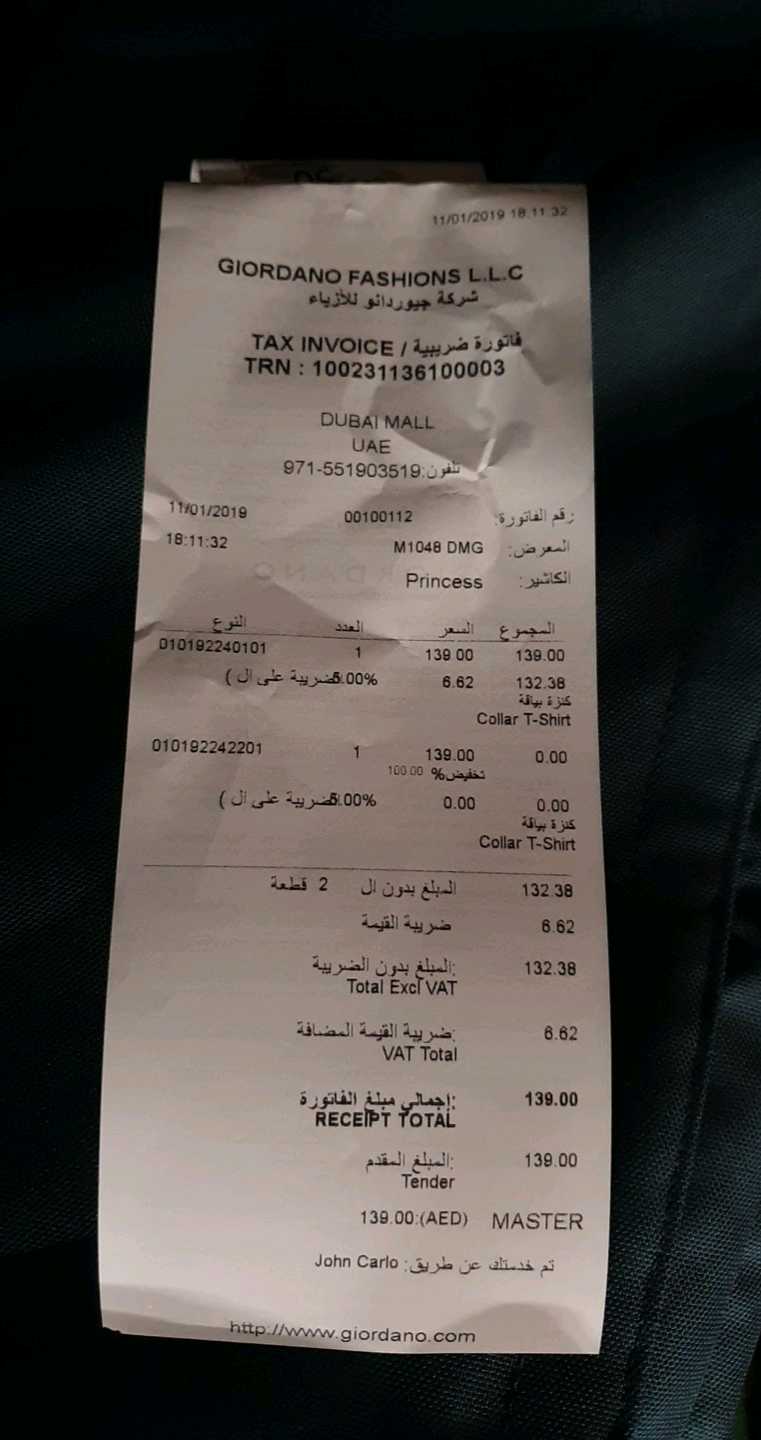 11/01/2019 18:11:32
GIORDANO FASHIONS L.L.C
شركة جيوردانو للأزياء
TAX INVOICE / فاتورة ضريبية
TRN : 100231136100003
DUBAI MALL
UAE
971-551903519:تلفون
11/01/2019 00100112 رقم الفاتورة:
18:11:32 M1048 DMG المعرض:
Princess الكاشير:
النوع العدد السعر المجموع
010192240101 1 139.00 139.00
ضريبة على ال ) 5.00% 6.62 132.38
كنزة بياقة
Collar T-Shirt
010192242201 1 139.00 0.00
100.00 %تخفيض
ضريبة على ال ) 5.00% 0.00 0.00
كنزة بياقة
Collar T-Shirt
المبلغ بدون ال 2 قطعة 132.38
ضريبة القيمة 6.62
المبلغ بدون الضريبة: 132.38
Total Excl VAT
ضريبة القيمة المضافة: 6.62
VAT Total
إجمالي مبلغ الفاتورة: 139.00
RECEIPT TOTAL
المبلغ المقدم: 139.00
Tender
139.00:(AED) MASTER
تم خدمتك عن طريق: John Carlo
http://www.giordano.com